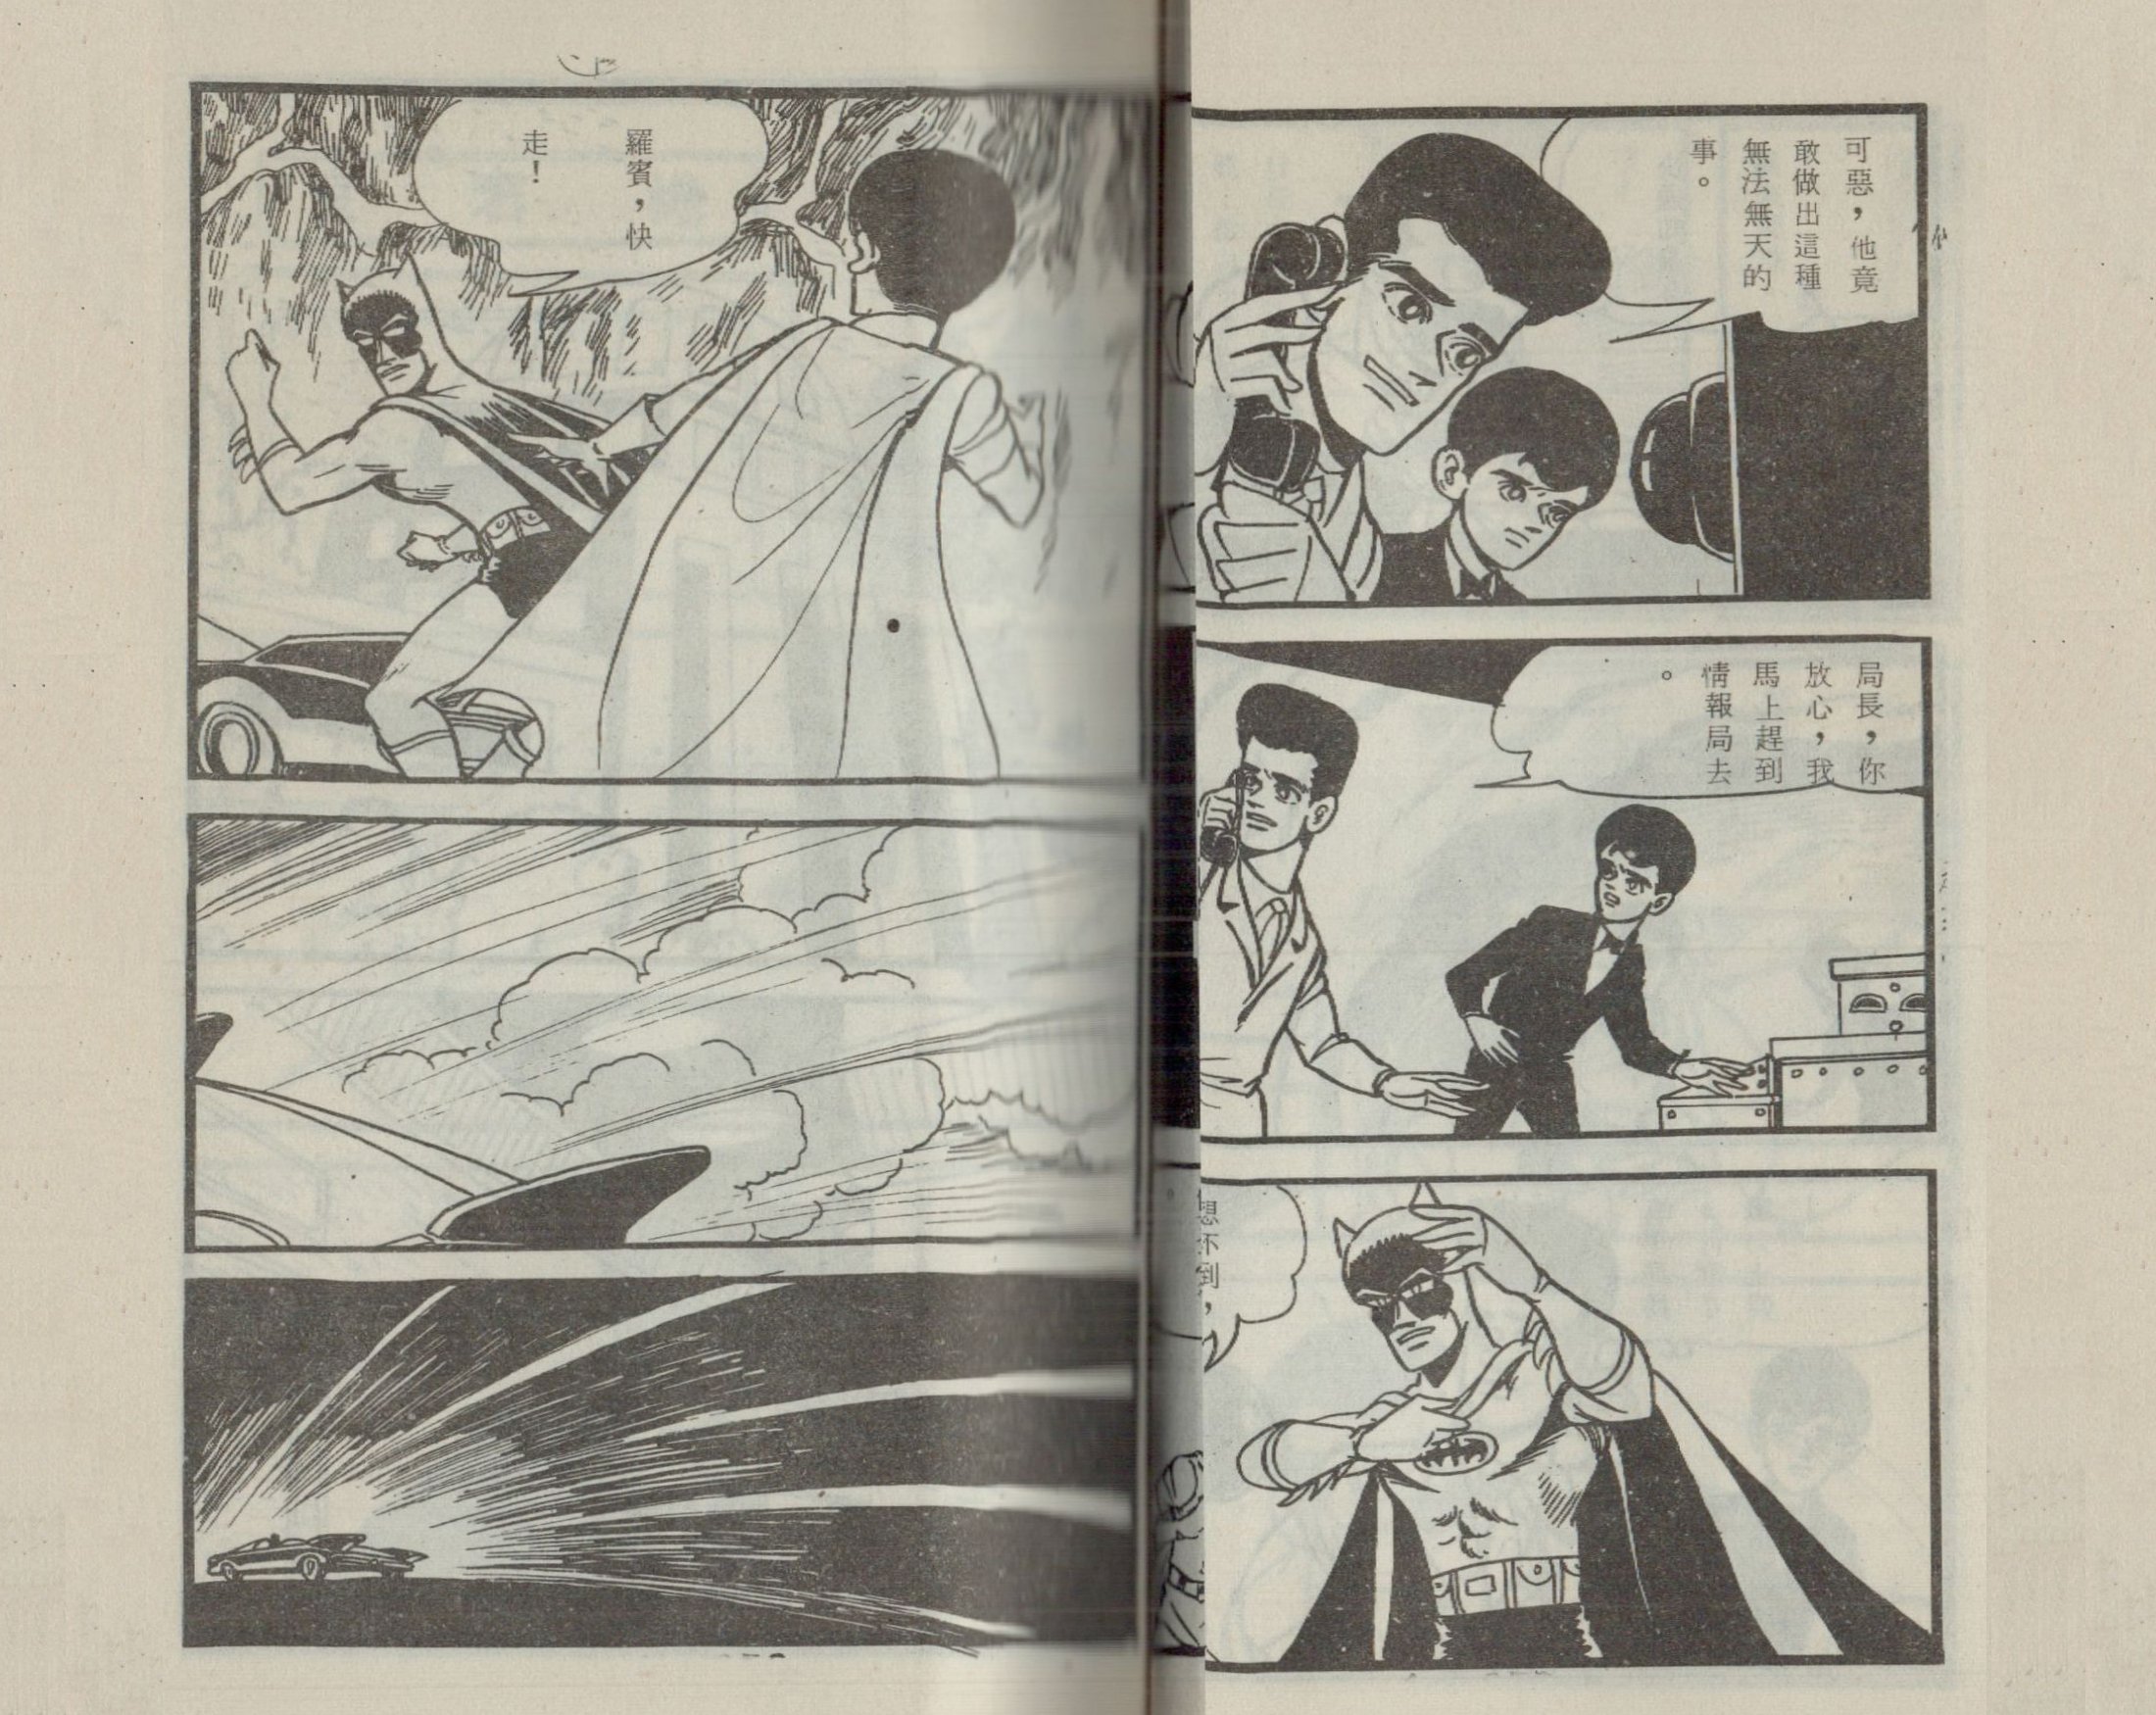 可惡，他竟
敢做出這種
無法無天的
事。
局長，你
放心，我
馬上趕到
情報局去
。
想不到，
羅賓，快
走！